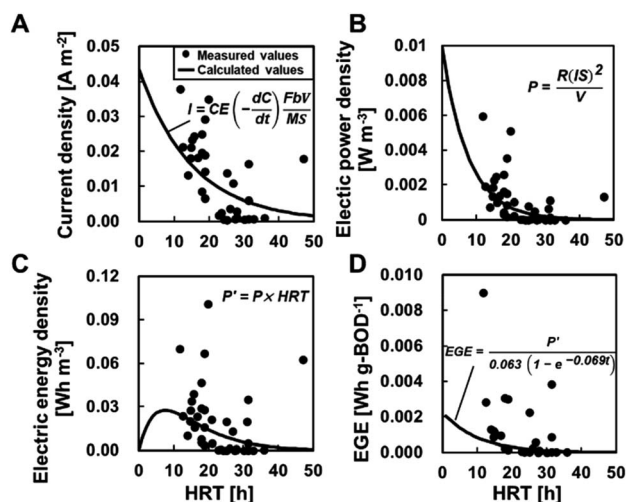 A
Current density [A m-2]
0.05
0.04
0.03
0.02
0.01
0.00
0 10 20 30 40 50
Measured values
Calculated values
I = CE (-dC/dt) FbV/MS
B
Electic power density
[W m-3]
0.01
0.008
0.006
0.004
0.002
0
0 10 20 30 40 50
P = R(IS)^2/V
C
Electric energy density
[Wh m-3]
0.12
0.09
0.06
0.03
0.00
0 10 20 30 40 50
HRT [h]
P' = P × HRT
D
EGE [Wh g-BOD-1]
0.010
0.008
0.006
0.004
0.002
0.000
0 10 20 30 40 50
HRT [h]
EGE = P'/0.063 (1 - e^-0.069t)